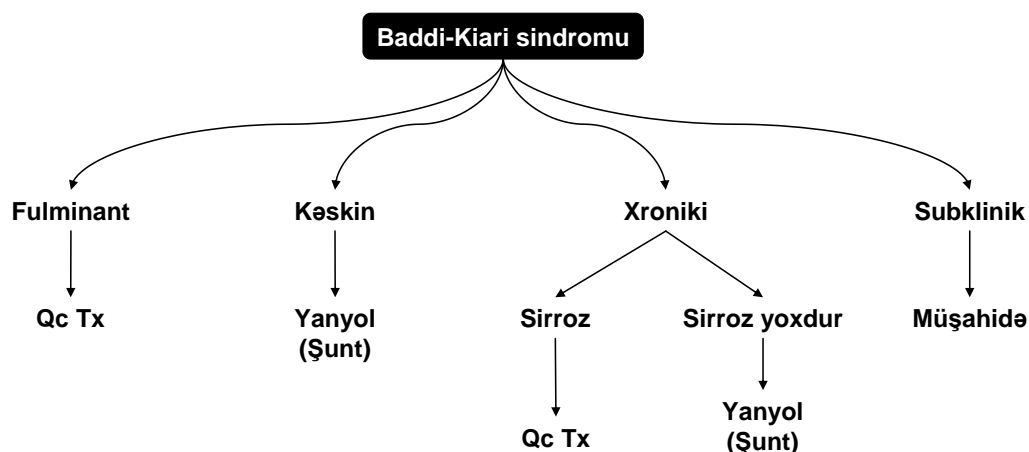 Baddi-Kiari sindromu
Fulminant
Kəskin
Xroniki
Subklinik
Qc Tx
Yanyol
(Şunt)
Sirroz
Sirroz yoxdur
Müşahidə
Qc Tx
Yanyol
(Şunt)